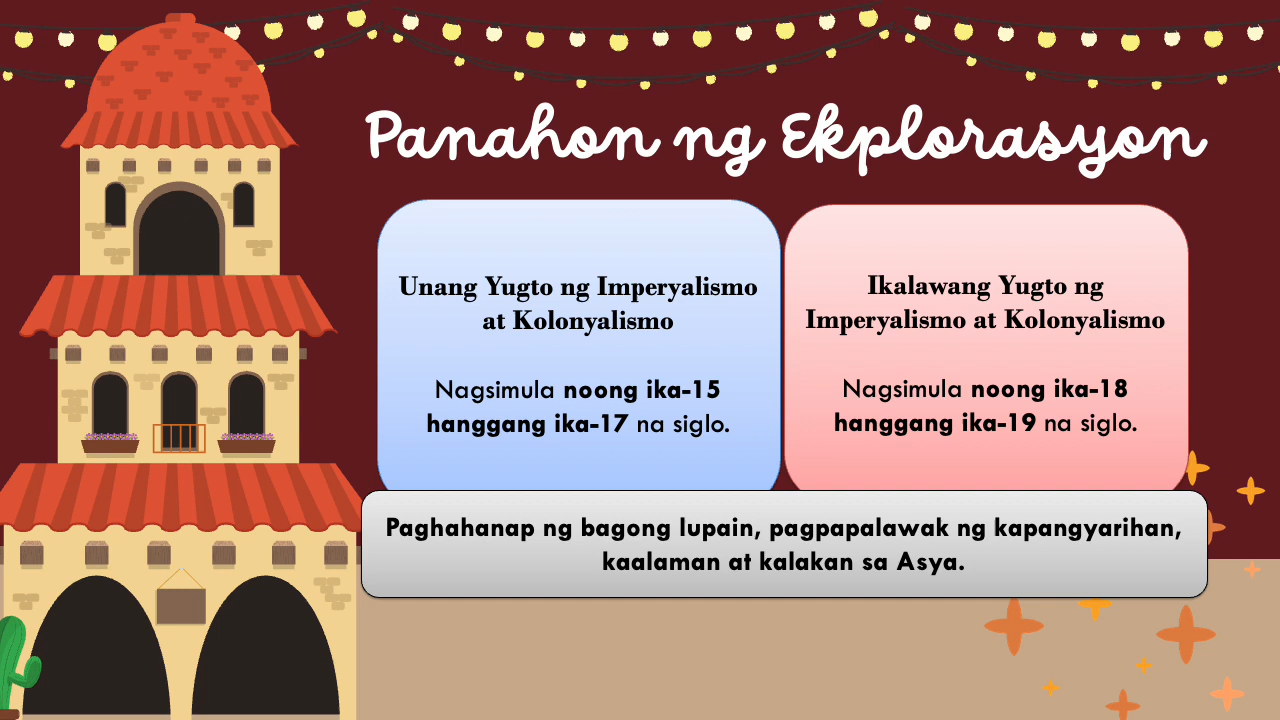 Panahon ng Ekplorasyon
Unang Yugto ng Imperyalismo
at Kolonyalismo
Nagsimula noong ika-15
hanggang ika-17 na siglo.
Ikalawang Yugto ng
Imperyalismo at Kolonyalismo
Nagsimula noong ika-18
hanggang ika-19 na siglo.
Paghahanap ng bagong lupain, pagpapalawak ng kapangyarihan,
kaalaman at kalakan sa Asya.